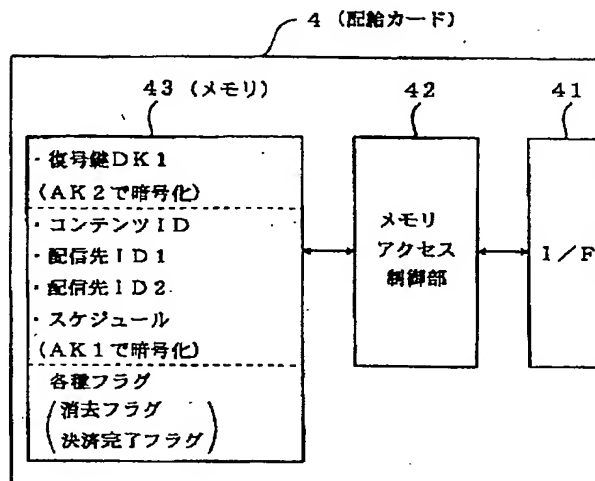 4(配給カード)
43(メモリ)
42
41
・復号鍵DK1
(AK2で暗号化)
・コンテンツID
・配信先ID1
・配信先ID2
・スケジュール
(AK1で暗号化)
各種フラグ
(消去フラグ
決済完了フラグ)
メモリ
アクセス
制御部
I/F